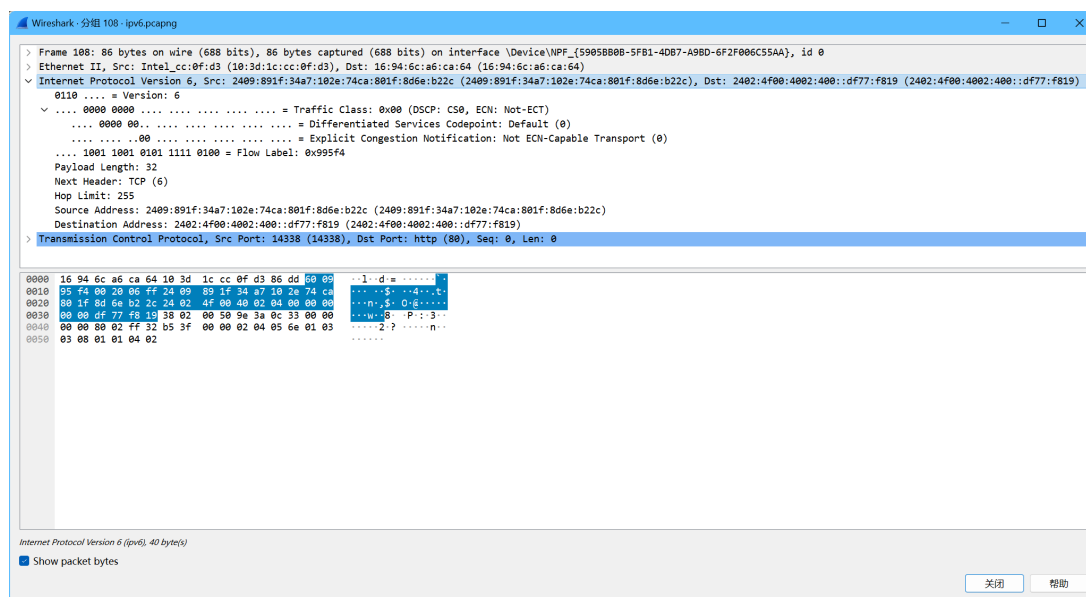 Wireshark · 分组 108 · ipv6.pcapng
Frame 108: 86 bytes on wire (688 bits), 86 bytes captured (688 bits) on interface \Device\NPF_{5905BB0B-5FB1-4DB7-A9BD-6F2F006C55AA}, id 0
Ethernet II, Src: Intel_cc:0f:d3 (10:3d:1c:cc:0f:d3), Dst: 16:94:6c:a6:ca:64 (16:94:6c:a6:ca:64)
Internet Protocol Version 6, Src: 2409:891f:34a7:102e:74ca:801f:8d6e:b22c (2409:891f:34a7:102e:74ca:801f:8d6e:b22c), Dst: 2402:4f00:4002:400::df77:f819 (2402:4f00:4002:400::df77:f819)
0110 .... = Version: 6
.... 0000 0000 .... .... .... .... .... = Traffic Class: 0x00 (DSCP: CS0, ECN: Not-ECT)
.... 0000 00.. .... .... .... .... .... = Differentiated Services Codepoint: Default (0)
.... .... ..00 .... .... .... .... .... = Explicit Congestion Notification: Not ECN-Capable Transport (0)
.... 1001 1001 0101 1111 0100 = Flow Label: 0x995f4
Payload Length: 32
Next Header: TCP (6)
Hop Limit: 255
Source Address: 2409:891f:34a7:102e:74ca:801f:8d6e:b22c (2409:891f:34a7:102e:74ca:801f:8d6e:b22c)
Destination Address: 2402:4f00:4002:400::df77:f819 (2402:4f00:4002:400::df77:f819)
Transmission Control Protocol, Src Port: 14338 (14338), Dst Port: http (80), Seq: 0, Len: 0
0000 16 94 6c a6 ca 64 10 3d 1c cc 0f d3 86 dd 60 09 ··l··d·= ······`·
0010 95 f4 00 20 06 ff 24 09 89 1f 34 a7 10 2e 74 ca ··· ··$· ··4··.t·
0020 80 1f 8d 6e b2 2c 24 02 4f 00 40 02 04 00 00 00 ···n·,$· O·@·····
0030 00 00 df 77 f8 19 38 02 00 50 9e 3a 0c 33 00 00 ···w··8· ·P·:·3··
0040 00 00 80 02 ff 32 b5 3f 00 00 02 04 05 6e 01 03 ·····2·? ·····n··
0050 03 08 01 01 04 02 ······
Internet Protocol Version 6 (ipv6), 40 byte(s)
Show packet bytes
关闭 帮助